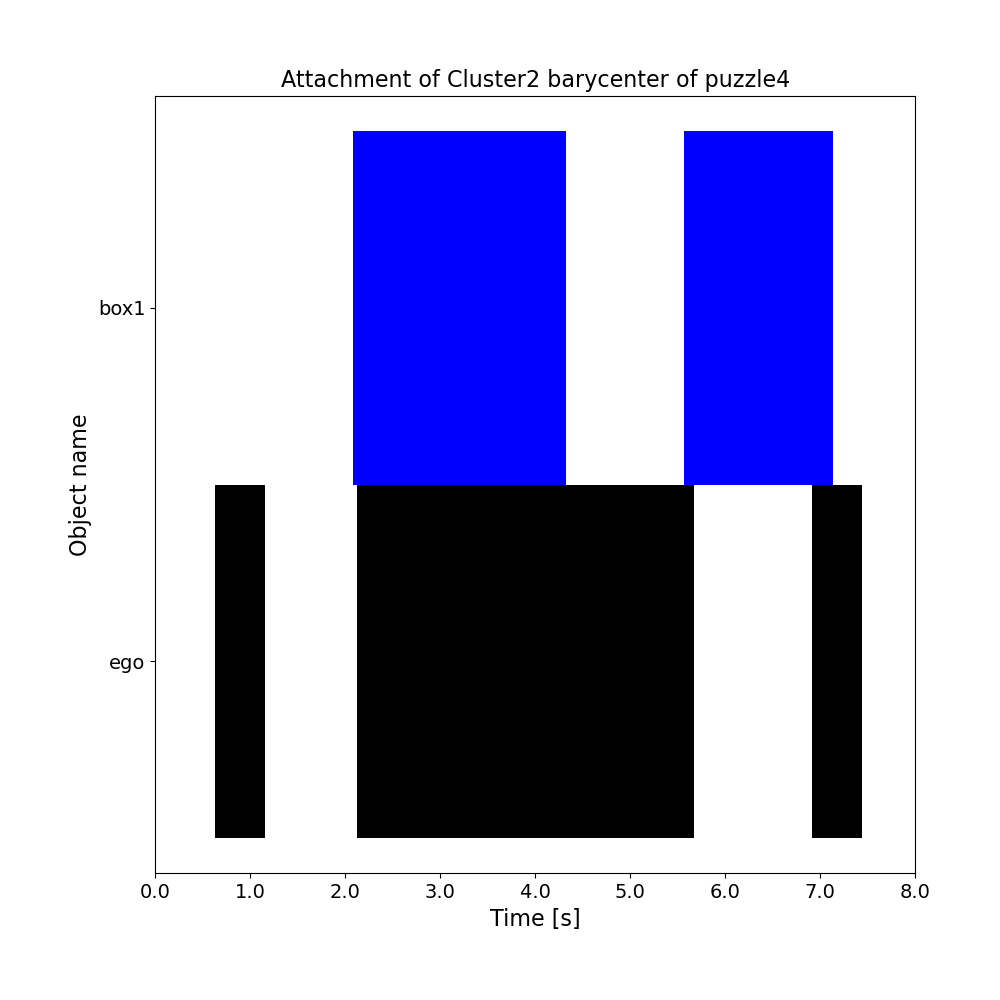 Attachment of Cluster2 barycenter of puzzle4
box1
Object name
ego
0.0 1.0 2.0 3.0 4.0 5.0 6.0 7.0 8.0
Time [s]